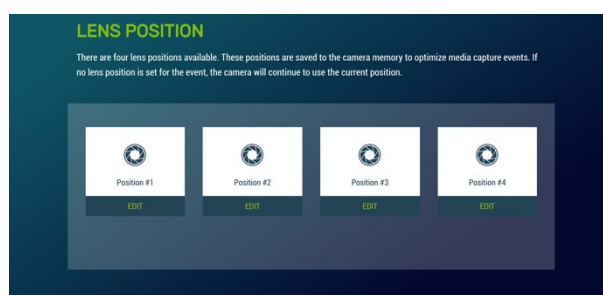 LENS POSITION
There are four lens positions available. These positions are saved to the camera memory to optimize media capture events. If
no lens position is set for the event, the camera will continue to use the current position.
Position #1
Position #2
Position #3
Position #4
EDIT
EDIT
EDIT
EDIT